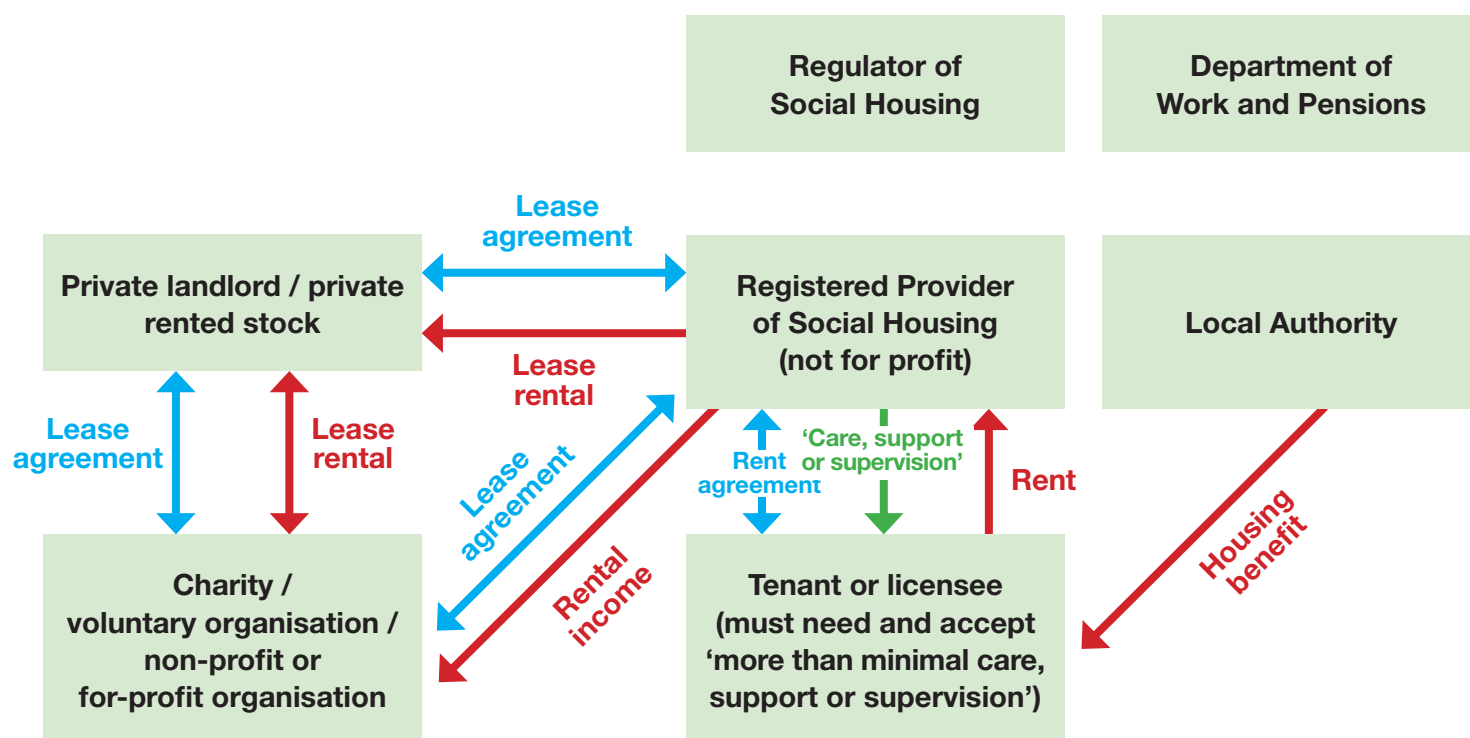 Regulator of
Social Housing
Department of
Work and Pensions
Lease
agreement
Private landlord / private
rented stock
Registered Provider
of Social Housing
(not for profit)
Local Authority
Lease
rental
Lease
agreement
Lease
rental
Lease
agreement
Rental
income
Rent
agreement
‘Care, support
or supervision’
Rent
Housing
benefit
Charity /
voluntary organisation /
non-profit or
for-profit organisation
Tenant or licensee
(must need and accept
‘more than minimal care,
support or supervision’)